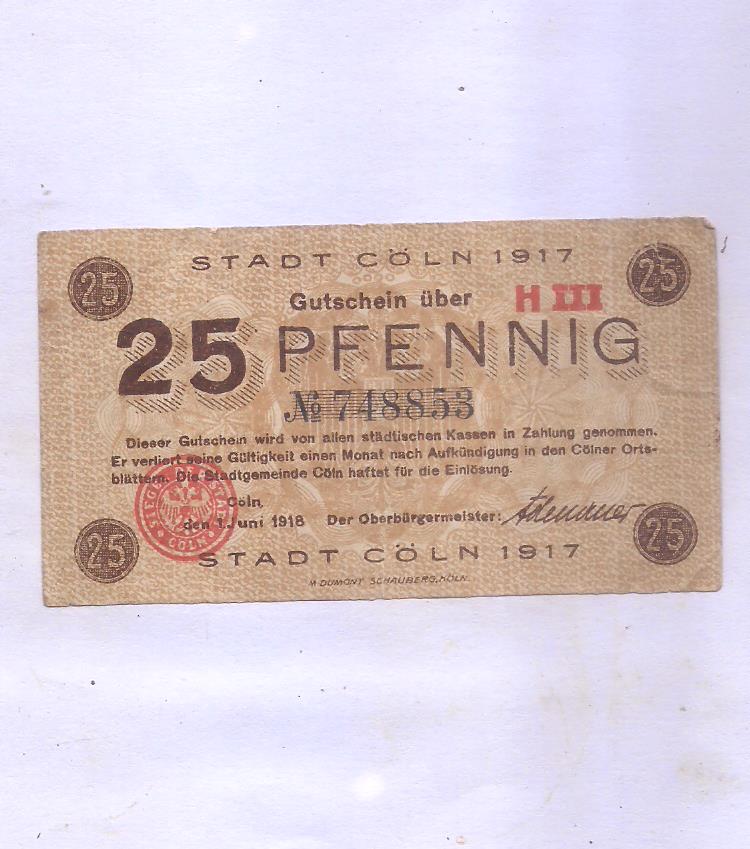 25 STADT CÖLN 1917 25
Gutschein über H III
25 PFENNIG
№ 748853
Dieser Gutschein wird von allen städtischen Kassen in Zahlung genommen.
Er verliert seine Gültigkeit einen Monat nach Aufkündigung in den Cölner Orts-
blättern. Die Stadtgemeinde Cöln haftet für die Einlösung.
Cöln,
den 1. Juni 1918 Der Oberbürgermeister: Adenauer
CÖLN
25 STADT CÖLN 1917 25
M. DUMONT SCHAUBERG, KÖLN.